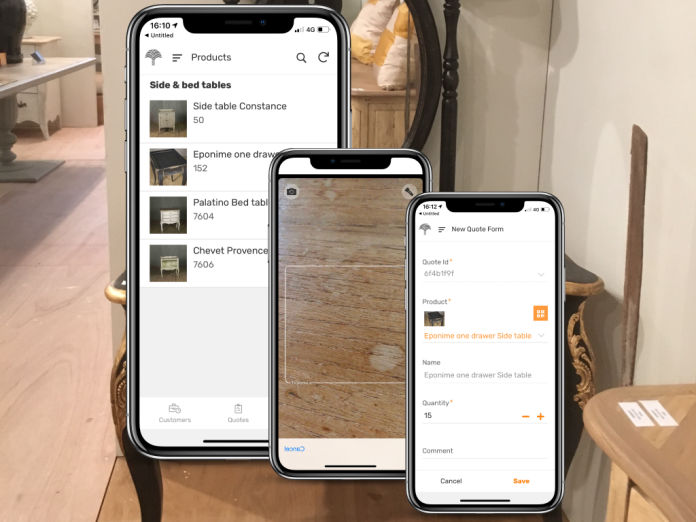 16:10
4G
◄ Untitled
Products
Side & bed tables
Side table Constance
50
Eponime one drawe
152
Palatino Bed tabl
7604
Chevet Provence
7606
Customers
Quotes
Cancel
16:12
4G
◄ Untitled
New Quote Form
Quote Id*
6f4b1f9f
Product*
Eponime one drawer Side table
Name
Eponime one drawer Side table
Quantity*
15
Comment
Cancel
Save